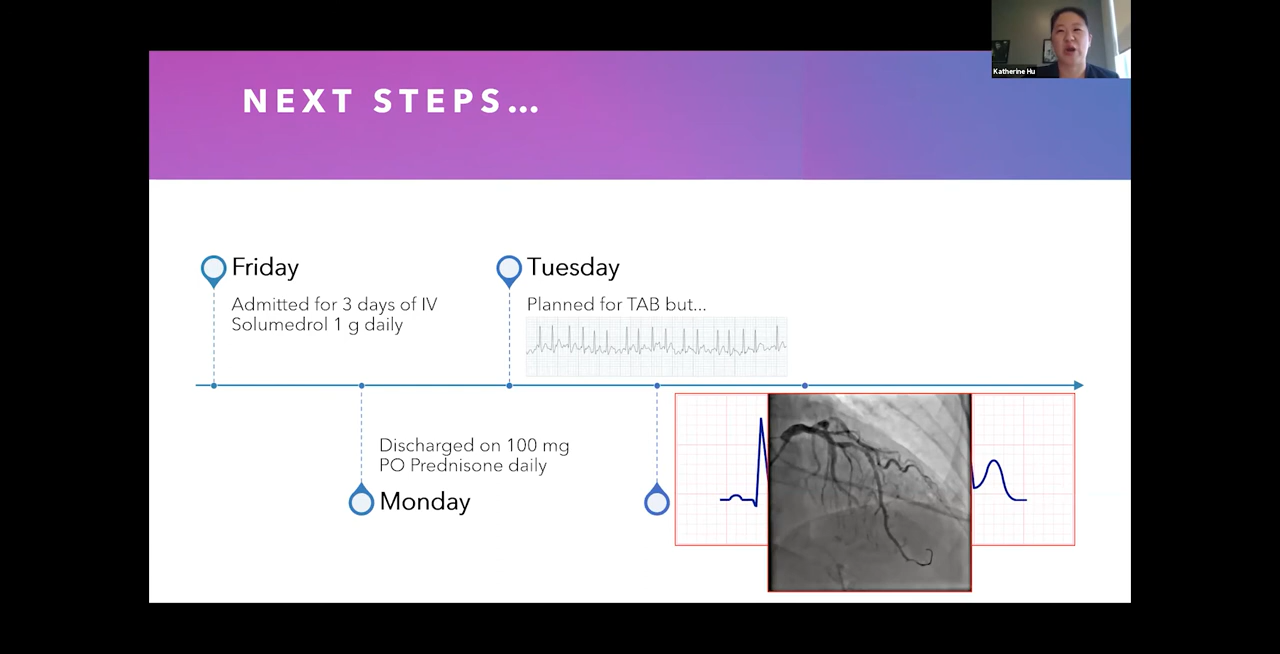 Katherine Hu
NEXT STEPS...
Friday
Admitted for 3 days of IV
Solumedrol 1 g daily
Tuesday
Planned for TAB but...
Discharged on 100 mg
PO Prednisone daily
Monday